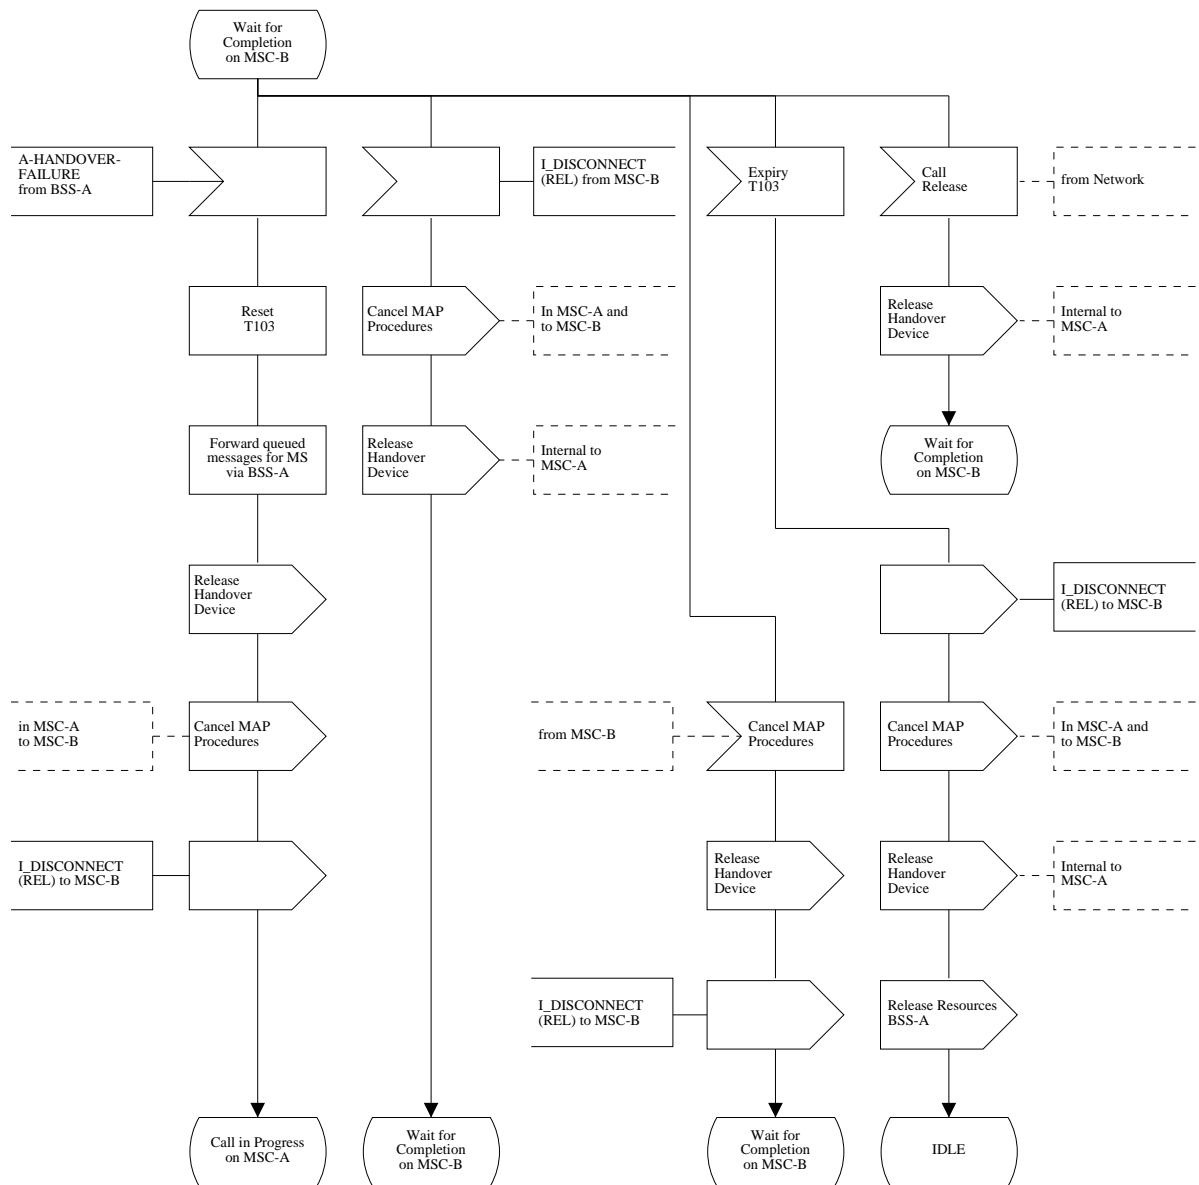 Wait for
Completion
on MSC-B
A-HANDOVER-
FAILURE
from BSS-A
I_DISCONNECT
(REL) from MSC-B
Expiry
T103
Call
Release
from Network
Reset
T103
Cancel MAP
Procedures
In MSC-A and
to MSC-B
Release
Handover
Device
Internal to
MSC-A
Forward queued
messages for MS
via BSS-A
Release
Handover
Device
Internal to
MSC-A
Wait for
Completion
on MSC-B
Release
Handover
Device
I_DISCONNECT
(REL) to MSC-B
in MSC-A
to MSC-B
Cancel MAP
Procedures
from MSC-B
Cancel MAP
Procedures
Cancel MAP
Procedures
In MSC-A and
to MSC-B
I_DISCONNECT
(REL) to MSC-B
Release
Handover
Device
Release
Handover
Device
Internal to
MSC-A
I_DISCONNECT
(REL) to MSC-B
Release Resources
BSS-A
Call in Progress
on MSC-A
Wait for
Completion
on MSC-B
Wait for
Completion
on MSC-B
IDLE